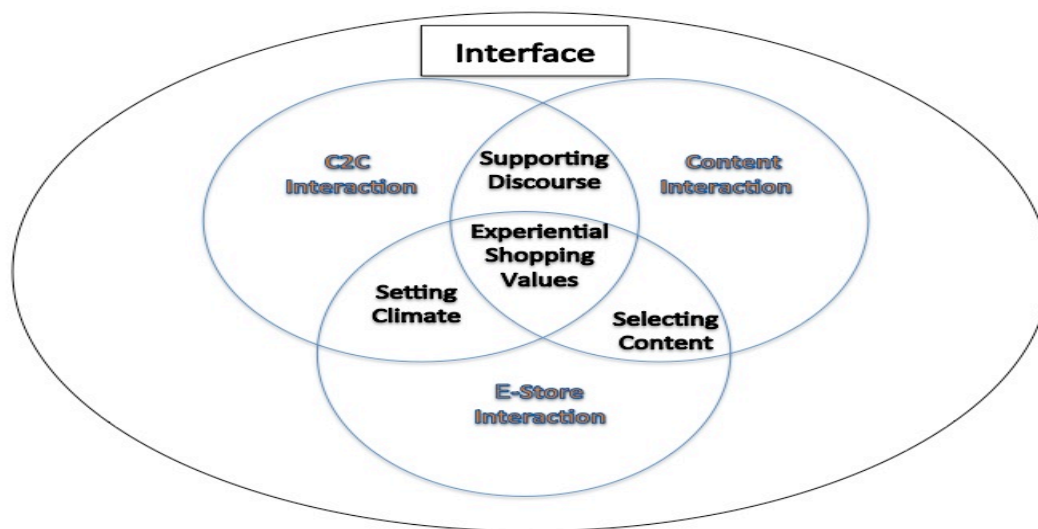 Interface
C2C
Interaction
Supporting
Discourse
Content
Interaction
Experiential
Shopping
Values
Setting
Climate
Selecting
Content
E-Store
Interaction